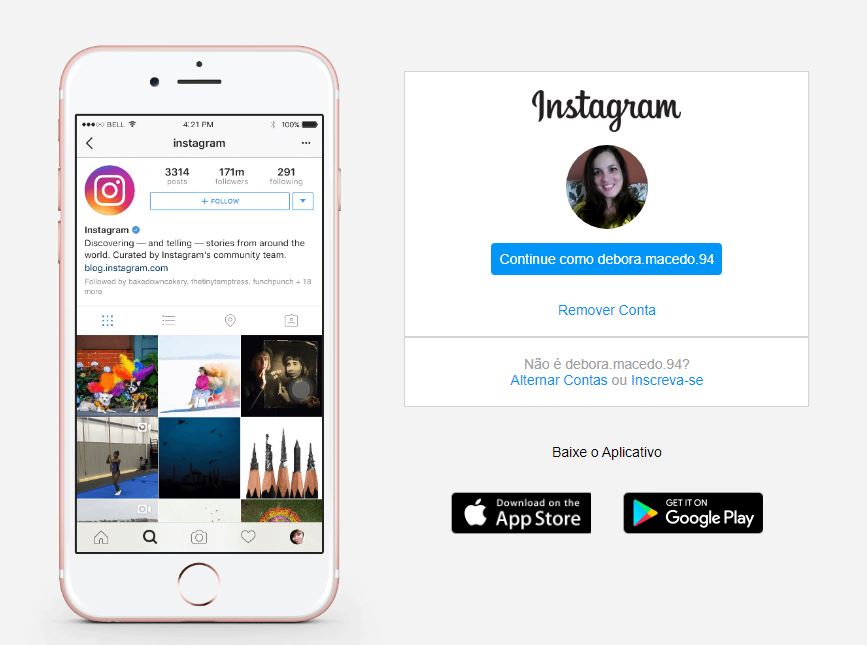 BELL
4:21 PM
100%
instagram
3314
posts
171m
followers
291
following
+ FOLLOW
Instagram
Discovering — and telling — stories from around the
world. Curated by Instagram's community team.
blog.instagram.com
Followed by bakedowncakery, thetinytemptress, funchpunch + 18
more
Instagram
Continue como debora.macedo.94
Remover Conta
Não é debora.macedo.94?
Alternar Contas ou Inscreva-se
Baixe o Aplicativo
Download on the
App Store
GET IT ON
Google Play